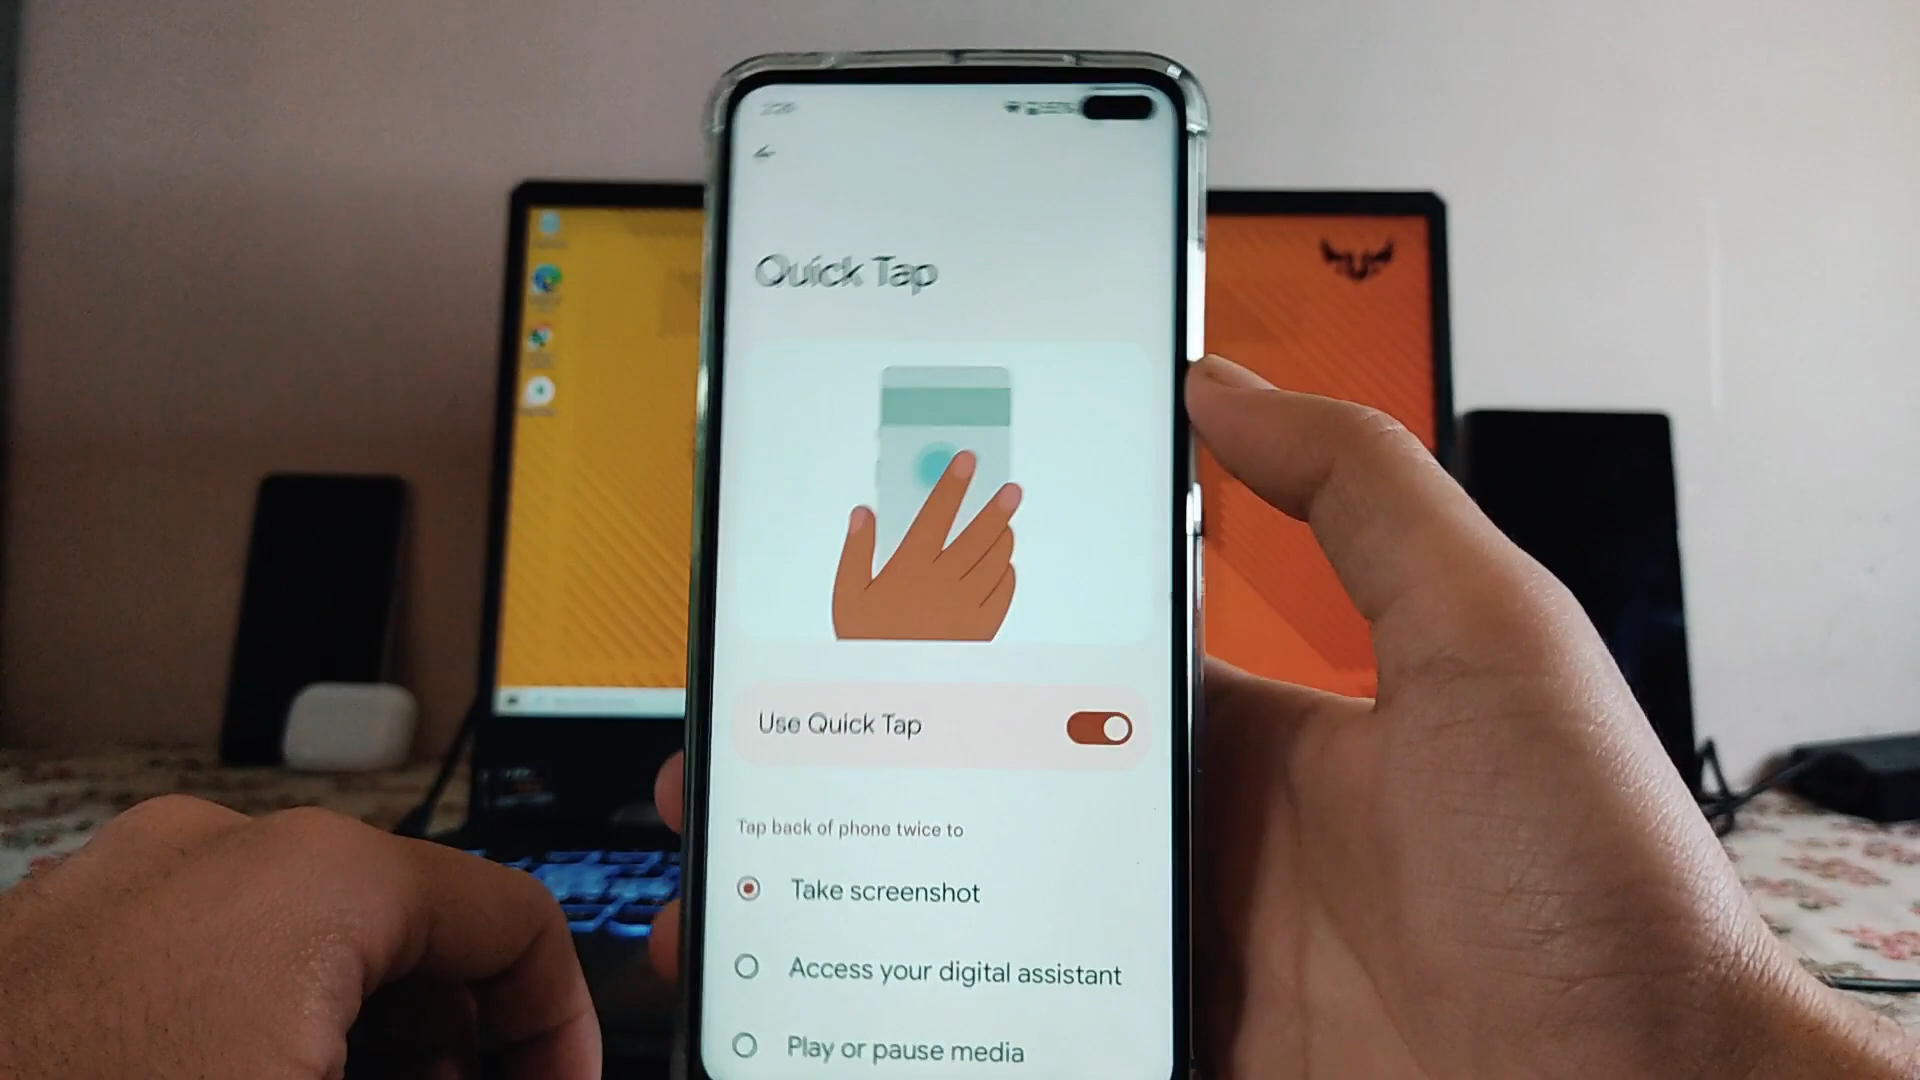 Quick Tap
Use Quick Tap
Tap back of phone twice to
Take screenshot
Access your digital assistant
Play or pause media